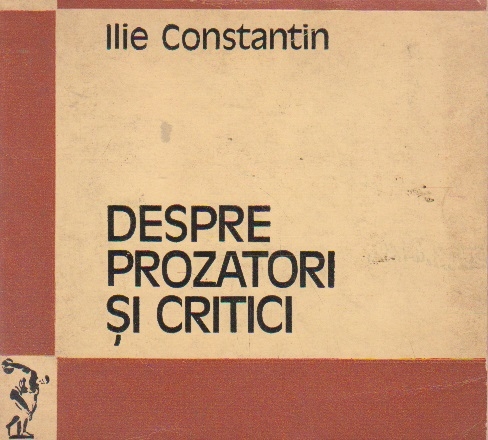 Ilie Constantin
DESPRE
PROZATORI
ȘI CRITICI